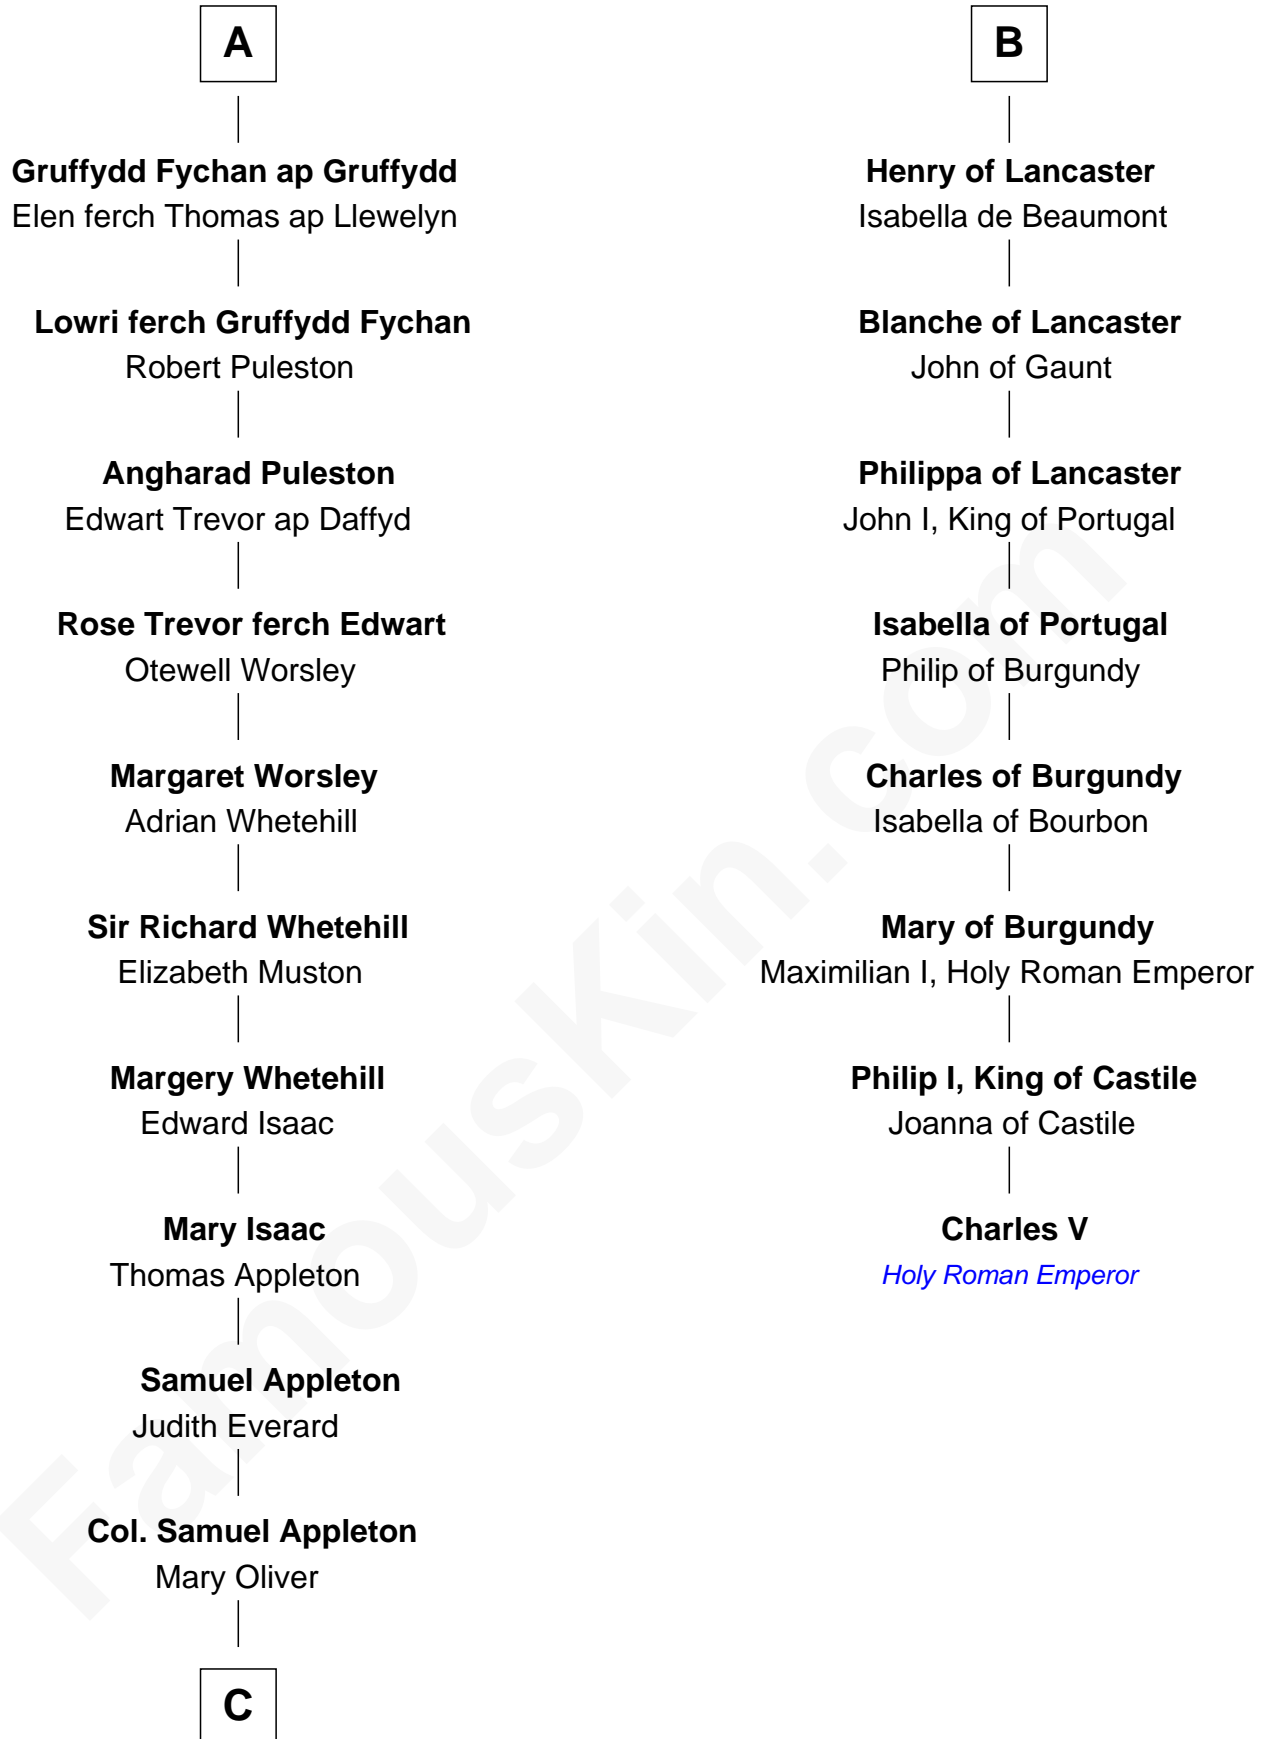 A
Gruffydd Fychan ap Gruffydd
Elen ferch Thomas ap Llewelyn
Lowri ferch Gruffydd Fychan
Robert Puleston
Angharad Puleston
Edwart Trevor ap Daffyd
Rose Trevor ferch Edwart
Otewell Worsley
Margaret Worsley
Adrian Whetehill
Sir Richard Whetehill
Elizabeth Muston
Margery Whetehill
Edward Isaac
Mary Isaac
Thomas Appleton
Samuel Appleton
Judith Everard
Col. Samuel Appleton
Mary Oliver
C
B
Henry of Lancaster
Isabella de Beaumont
Blanche of Lancaster
John of Gaunt
Philippa of Lancaster
John I, King of Portugal
Isabella of Portugal
Philip of Burgundy
Charles of Burgundy
Isabella of Bourbon
Mary of Burgundy
Maximilian I, Holy Roman Emperor
Philip I, King of Castile
Joanna of Castile
Charles V
Holy Roman Emperor
FamousKin.com